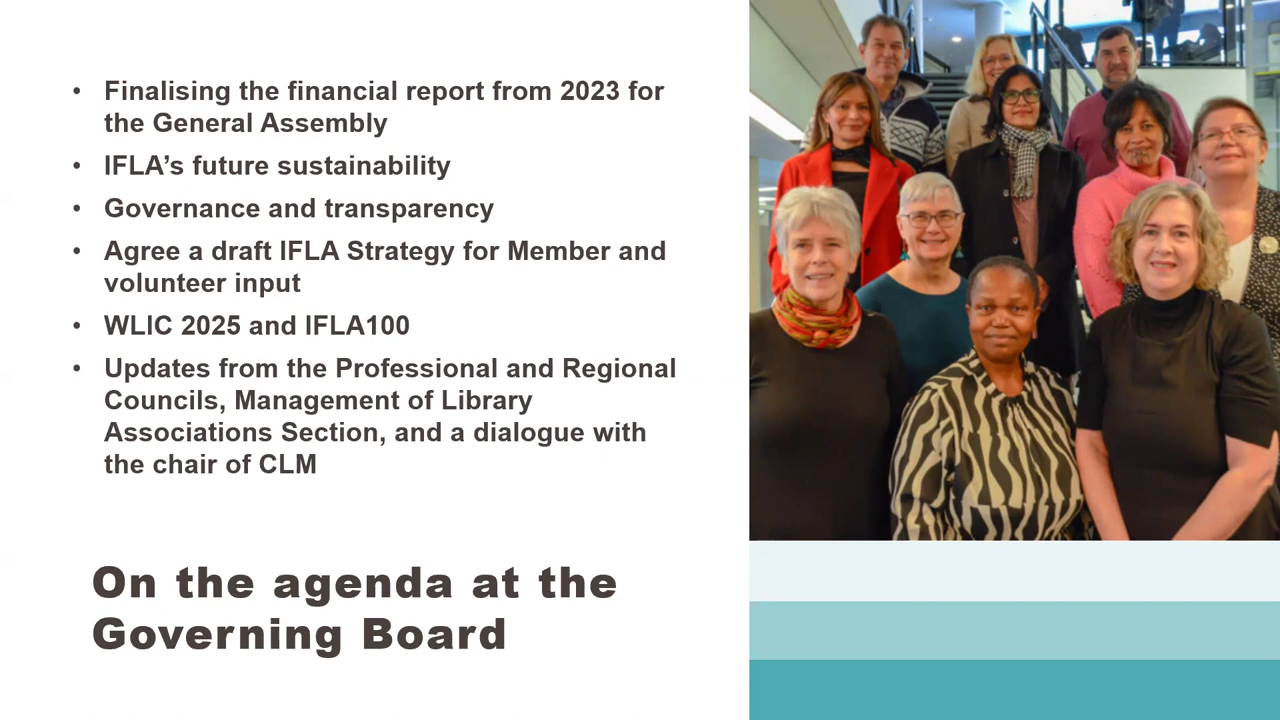 • Finalising the financial report from 2023 for
the General Assembly
• IFLA’s future sustainability
• Governance and transparency
• Agree a draft IFLA Strategy for Member and
volunteer input
• WLIC 2025 and IFLA100
• Updates from the Professional and Regional
Councils, Management of Library
Associations Section, and a dialogue with
the chair of CLM
On the agenda at the
Governing Board